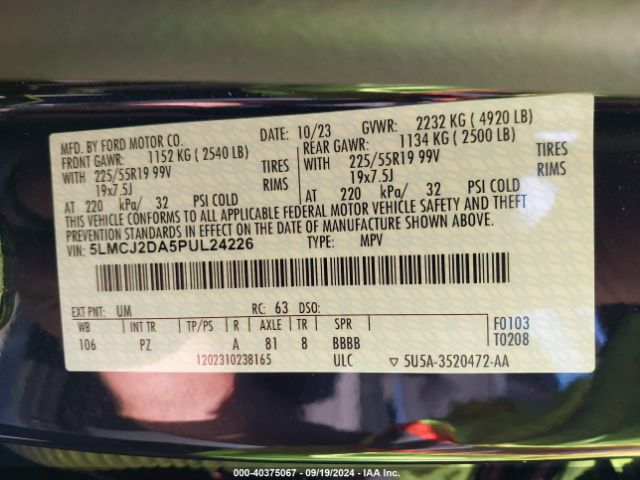 MFD. BY FORD MOTOR CO.
DATE: 10/23 GVWR: 2232 KG ( 4920 LB)
FRONT GAWR: 1152 KG ( 2540 LB) REAR GAWR: 1134 KG ( 2500 LB)
WITH 225/55R19 99V TIRES WITH 225/55R19 99V TIRES
19x7.5J RIMS 19x7.5J RIMS
AT 220 kPa/ 32 PSI COLD AT 220 kPa/ 32 PSI COLD
THIS VEHICLE CONFORMS TO ALL APPLICABLE FEDERAL MOTOR VEHICLE SAFETY AND THEFT
PREVENTION STANDARDS IN EFFECT ON THE DATE OF MANUFACTURE SHOWN ABOVE.
VIN: 5LMCJ2DA5PUL24226 TYPE: MPV
EXT PNT: UM RC: 63 DSO: F0103
WB INT TR TP/PS R AXLE TR SPR T0208
106 PZ A 81 8 BBBB
1202310238165 ULC ▽ 5U5A-3520472-AA
000-40375067 - 09/19/2024 - IAA Inc.